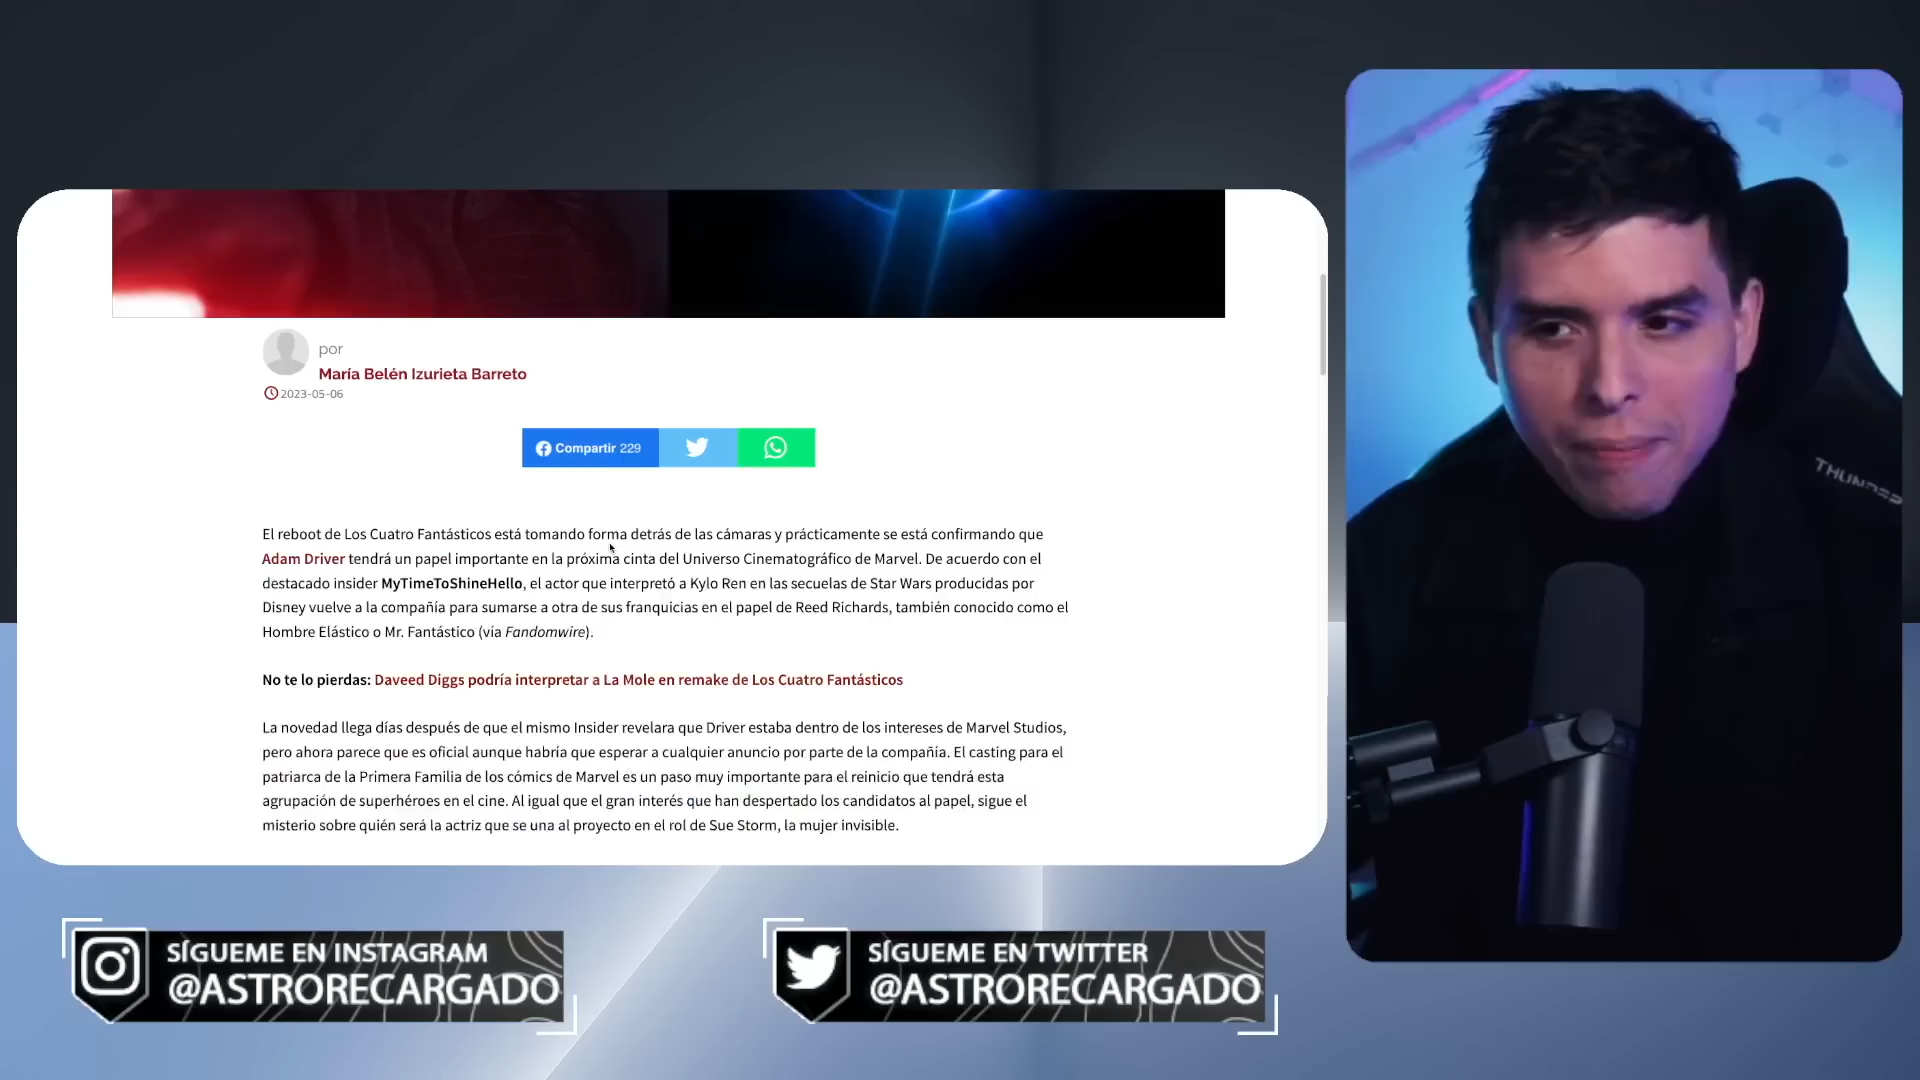 por
María Belén Izurieta Barreto
2023-05-06
Compartir 229
El reboot de Los Cuatro Fantásticos está tomando forma detrás de las cámaras y prácticamente se está confirmando que
Adam Driver tendrá un papel importante en la próxima cinta del Universo Cinematográfico de Marvel. De acuerdo con el
destacado insider MyTimeToShineHello, el actor que interpretó a Kylo Ren en las secuelas de Star Wars producidas por
Disney vuelve a la compañía para sumarse a otra de sus franquicias en el papel de Reed Richards, también conocido como el
Hombre Elástico o Mr. Fantástico (vía Fandomwire).
No te lo pierdas: Daveed Diggs podría interpretar a La Mole en remake de Los Cuatro Fantásticos
La novedad llega días después de que el mismo Insider revelara que Driver estaba dentro de los intereses de Marvel Studios,
pero ahora parece que es oficial aunque habría que esperar a cualquier anuncio por parte de la compañía. El casting para el
patriarca de la Primera Familia de los cómics de Marvel es un paso muy importante para el reinicio que tendrá esta
agrupación de superhéroes en el cine. Al igual que el gran interés que han despertado los candidatos al papel, sigue el
misterio sobre quién será la actriz que se una al proyecto en el rol de Sue Storm, la mujer invisible.
THUNDER
SÍGUEME EN INSTAGRAM
@ASTRORECARGADO
SÍGUEME EN TWITTER
@ASTRORECARGADO